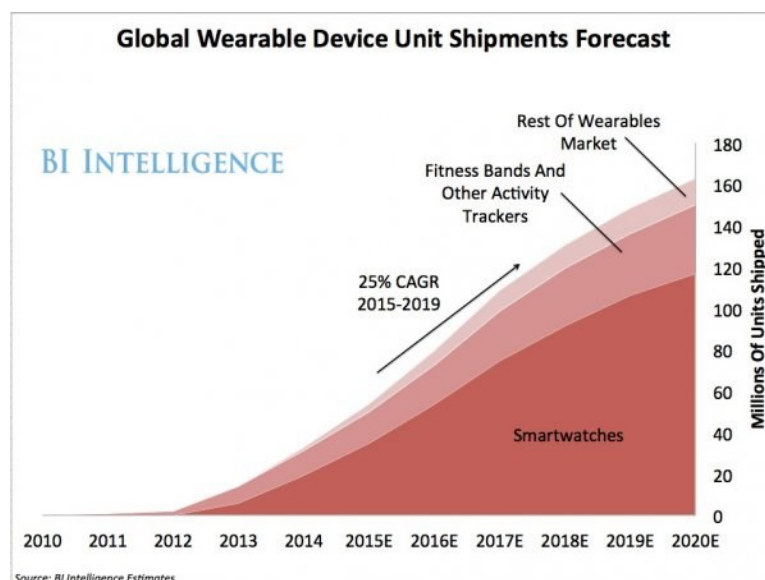 Global Wearable Device Unit Shipments Forecast
BI INTELLIGENCE
Rest Of Wearables
Market
Fitness Bands And
Other Activity
Trackers
25% CAGR
2015-2019
Smartwatches
180
160
140
120
100
80
60
40
20
0
Millions Of Units Shipped
2010 2011 2012 2013 2014 2015E 2016E 2017E 2018E 2019E 2020E
Source: BI Intelligence Estimates